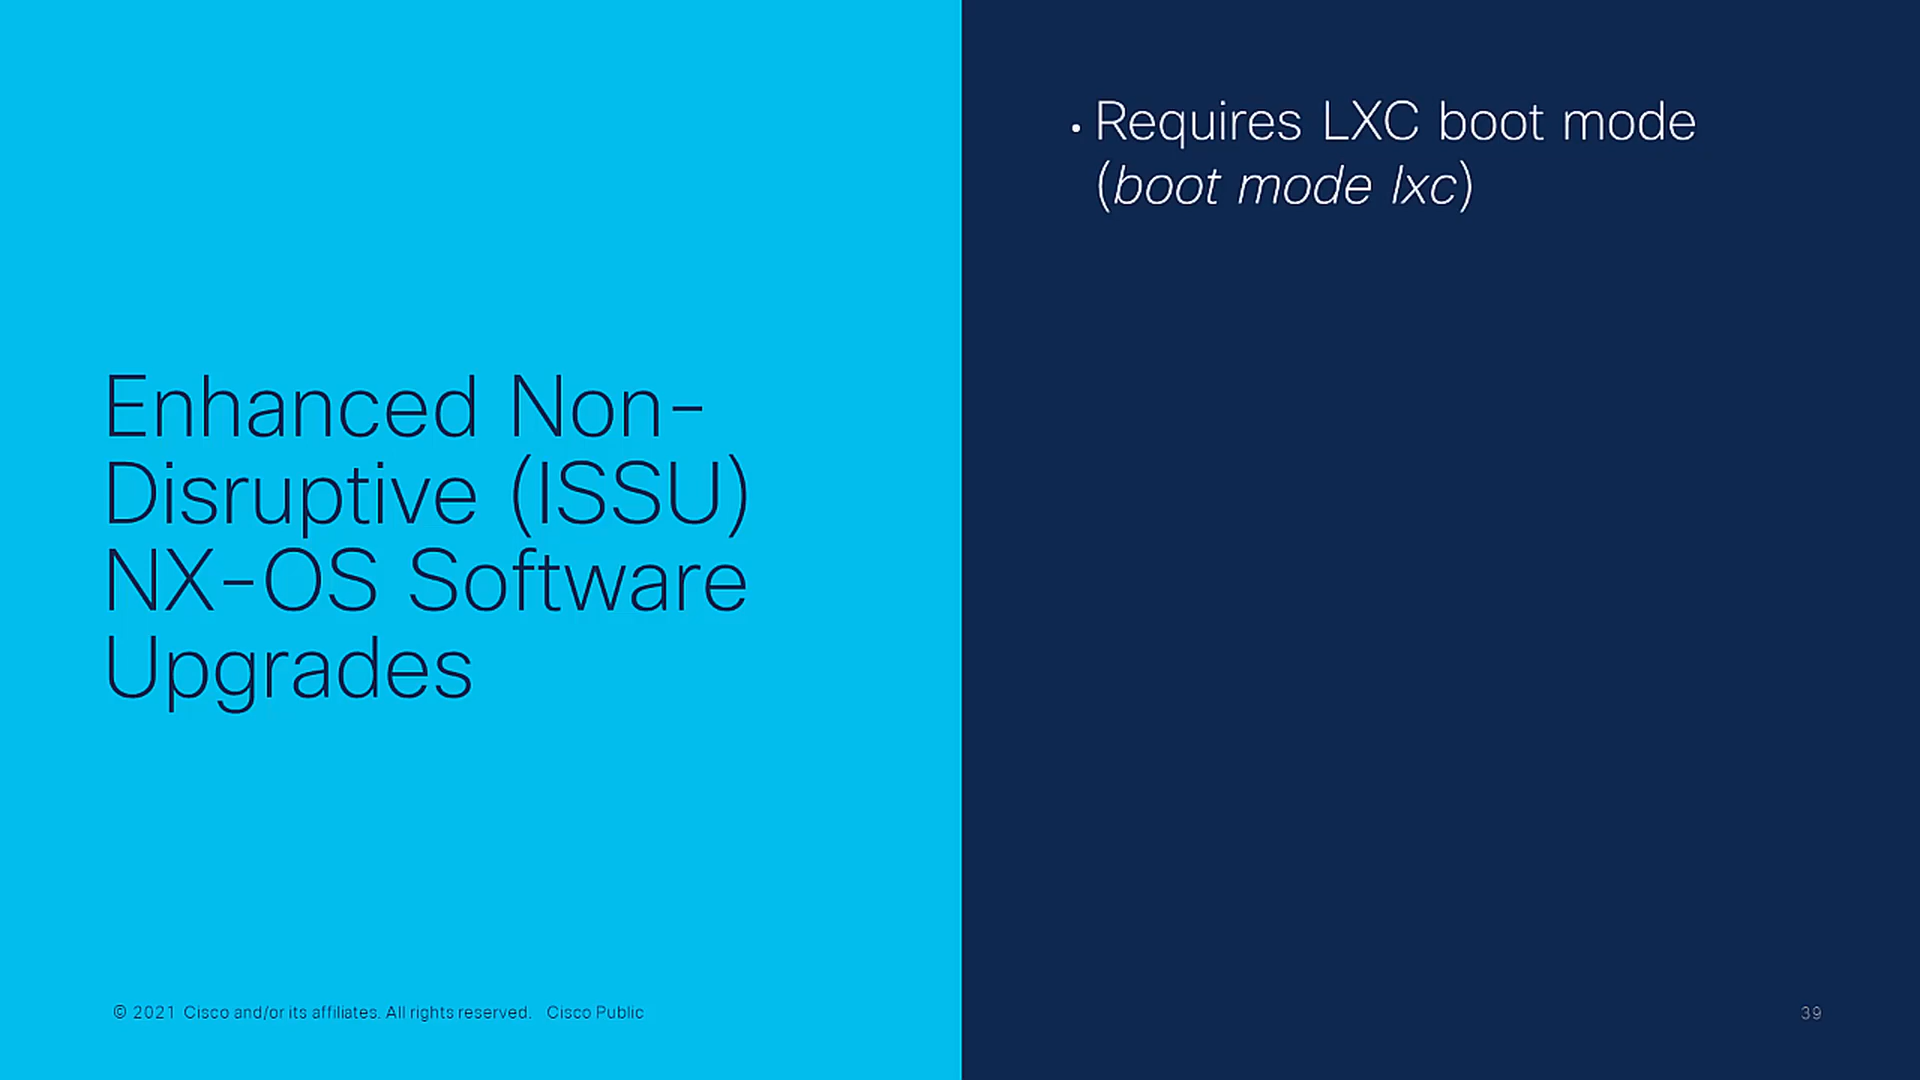 Enhanced Non-
Disruptive (ISSU)
NX-OS Software
Upgrades
• Requires LXC boot mode
(boot mode lxc)
© 2021 Cisco and/or its affiliates. All rights reserved. Cisco Public
39